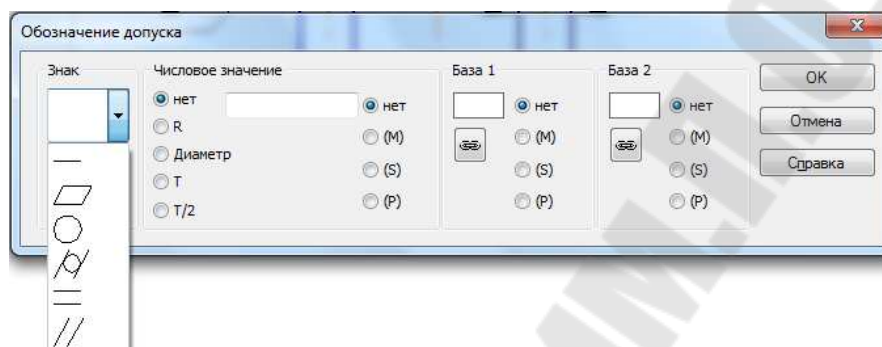 Обозначение допуска
Знак
Числовое значение
нет
R
Диаметр
T
T/2
нет
(M)
(S)
(P)
База 1
нет
(M)
(S)
(P)
База 2
нет
(M)
(S)
(P)
OK
Отмена
Справка